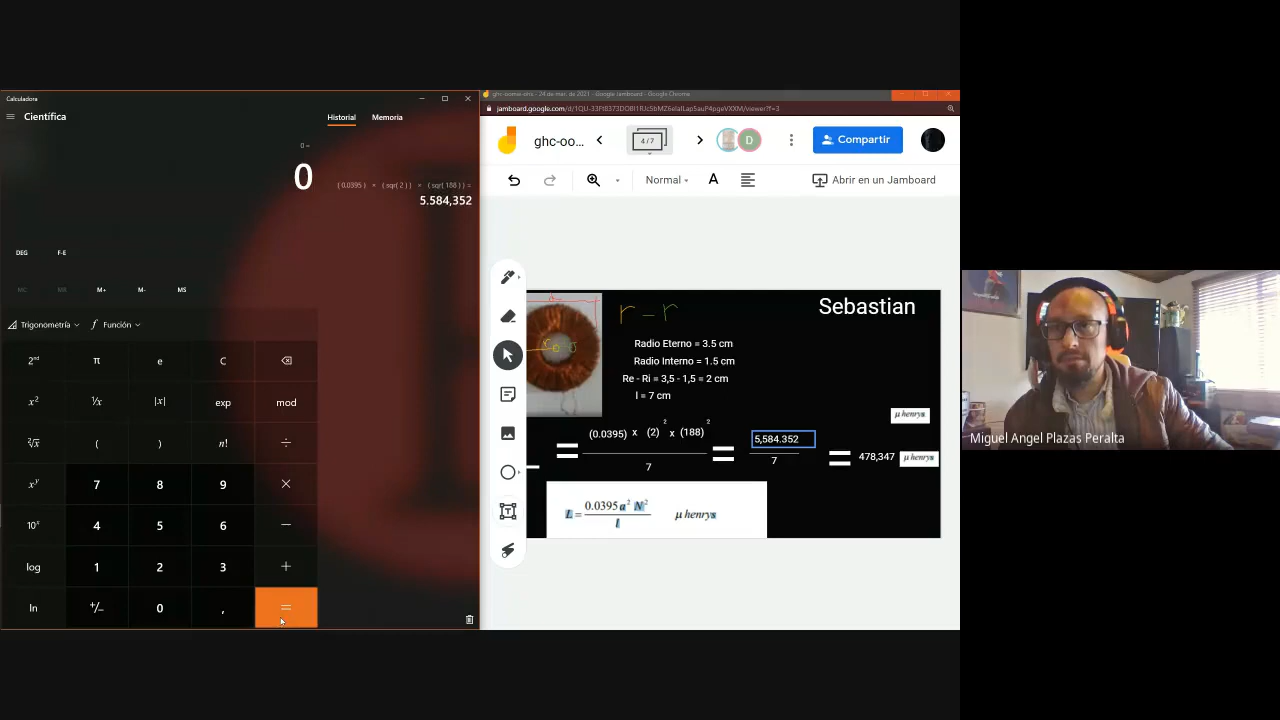 Calculadora
Científica
Historial
Memoria
0 =
0
( 0.0395 ) × ( sqr( 2 ) ) × ( sqr( 188 ) ) =
5.584,352
DEG
F-E
MC
MR
M+
M-
MS
Trigonometría
Función
2ⁿᵈ
π
e
C
x²
¹/x
|x|
exp
mod
²√x
(
)
n!
÷
xʸ
7
8
9
×
10ˣ
4
5
6
−
log
1
2
3
+
ln
+/−
0
,
=
Google Jamboard - Google Chrome
ghc-oo...
4 / 7
D
Compartir
Normal
A
Abrir en un Jamboard
r - r
Sebastian
Radio Eterno = 3.5 cm
Radio Interno = 1.5 cm
Re - Ri = 3,5 - 1,5 = 2 cm
l = 7 cm
μ henrys
= (0.0395) x (2)² x (188)² = 5,584.352 = 478,347 μ henrys
7 7
L = 0.0395 a² N² μ henrys
l
Miguel Angel Plazas Peralta